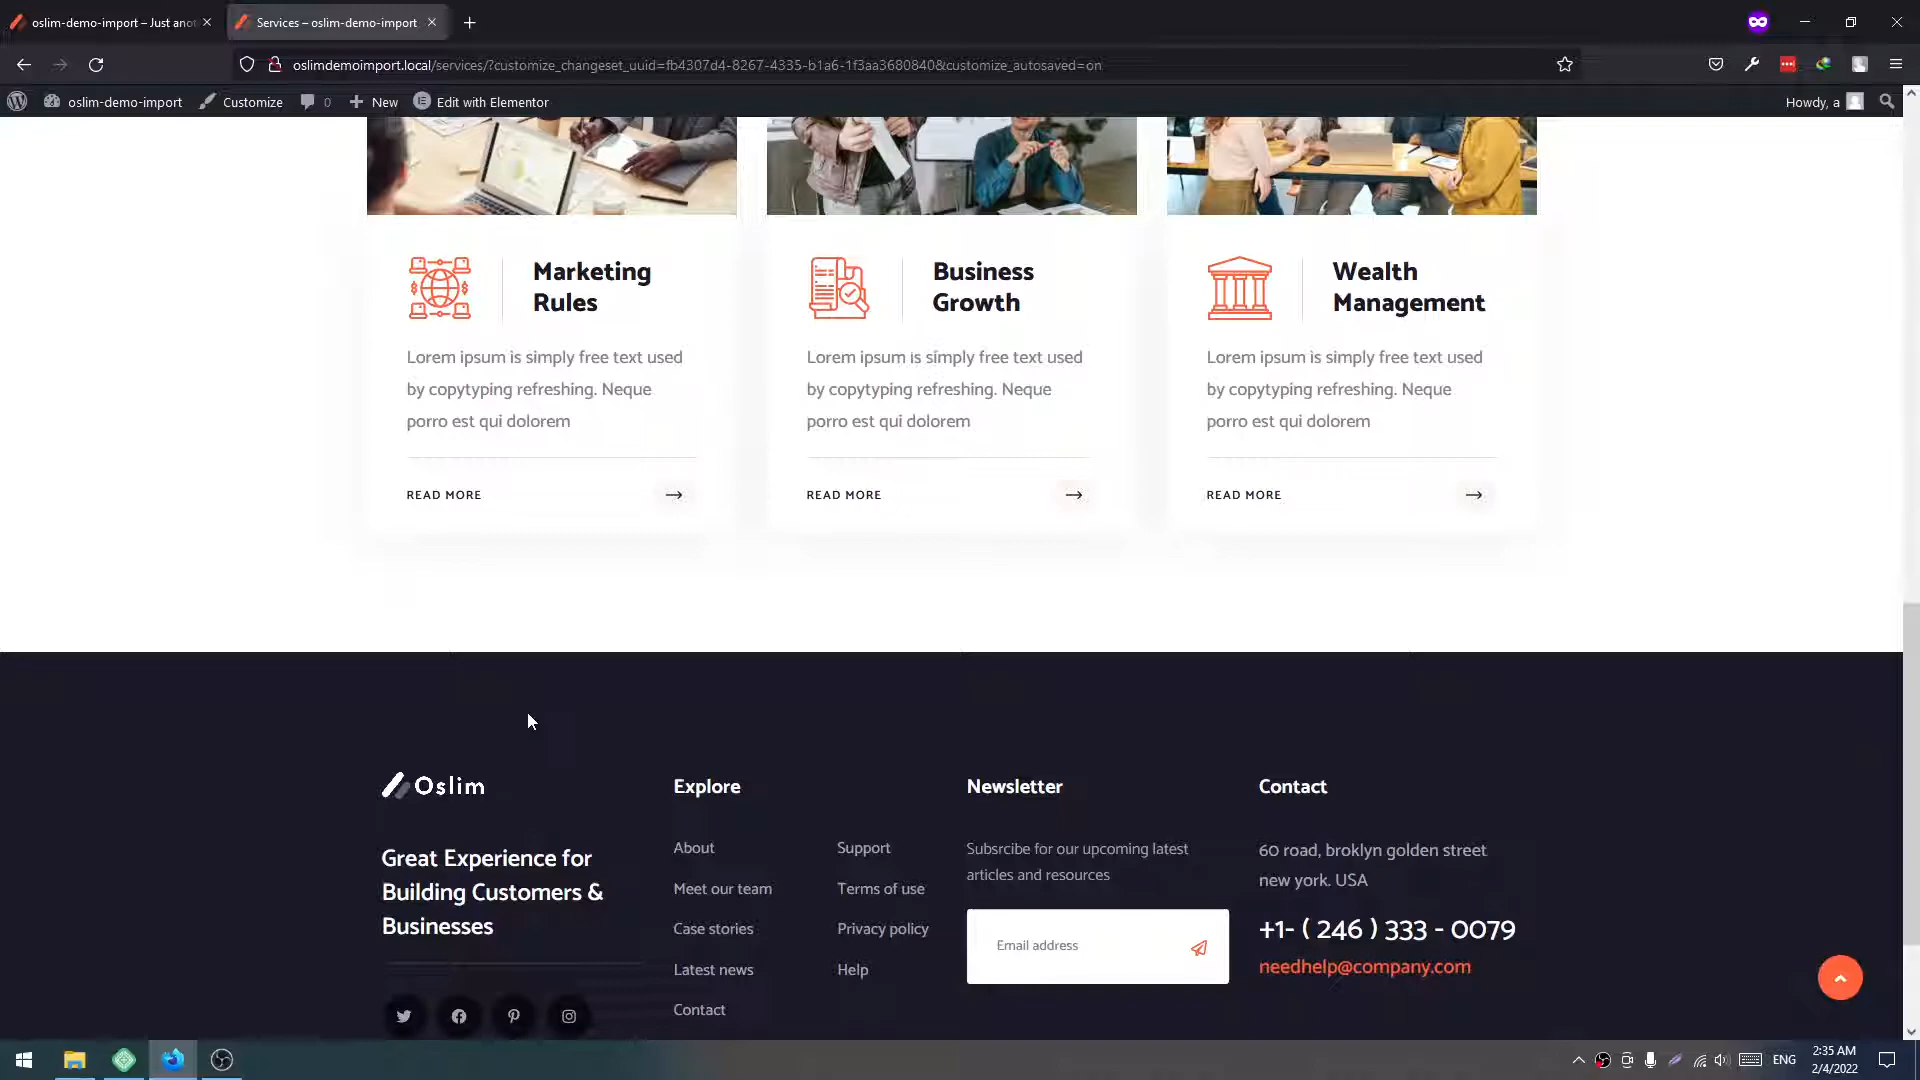 oslim-demo-import – Just ano
Services – oslim-demo-import
oslimdemoimport.local/services/?customize_changeset_uuid=fb4307d4-8267-4335-b1a6-1f3aa3680840&customize_autosaved=on
oslim-demo-import
Customize
0
New
Edit with Elementor
Howdy, a
Marketing
Rules
Lorem ipsum is simply free text used
by copytyping refreshing. Neque
porro est qui dolorem
READ MORE
Business
Growth
Lorem ipsum is simply free text used
by copytyping refreshing. Neque
porro est qui dolorem
READ MORE
Wealth
Management
Lorem ipsum is simply free text used
by copytyping refreshing. Neque
porro est qui dolorem
READ MORE
Oslim
Great Experience for
Building Customers &
Businesses
Explore
About
Meet our team
Case stories
Latest news
Contact
Support
Terms of use
Privacy policy
Help
Newsletter
Subsrcibe for our upcoming latest
articles and resources
Email address
Contact
60 road, broklyn golden street
new york. USA
+1- ( 246 ) 333 - 0079
needhelp@company.com
ENG
2:35 AM
2/4/2022